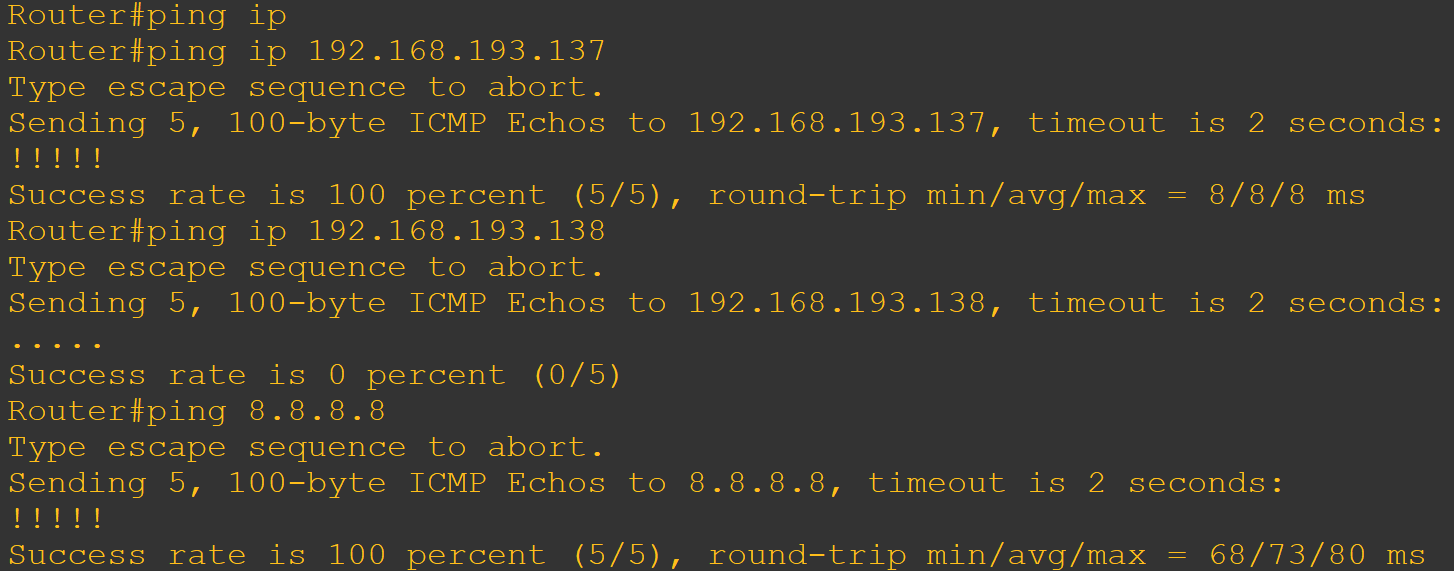 Router#ping ip
Router#ping ip 192.168.193.137
Type escape sequence to abort.
Sending 5, 100-byte ICMP Echos to 192.168.193.137, timeout is 2 seconds:
!!!!!
Success rate is 100 percent (5/5), round-trip min/avg/max = 8/8/8 ms
Router#ping ip 192.168.193.138
Type escape sequence to abort.
Sending 5, 100-byte ICMP Echos to 192.168.193.138, timeout is 2 seconds:
.....
Success rate is 0 percent (0/5)
Router#ping 8.8.8.8
Type escape sequence to abort.
Sending 5, 100-byte ICMP Echos to 8.8.8.8, timeout is 2 seconds:
!!!!!
Success rate is 100 percent (5/5), round-trip min/avg/max = 68/73/80 ms